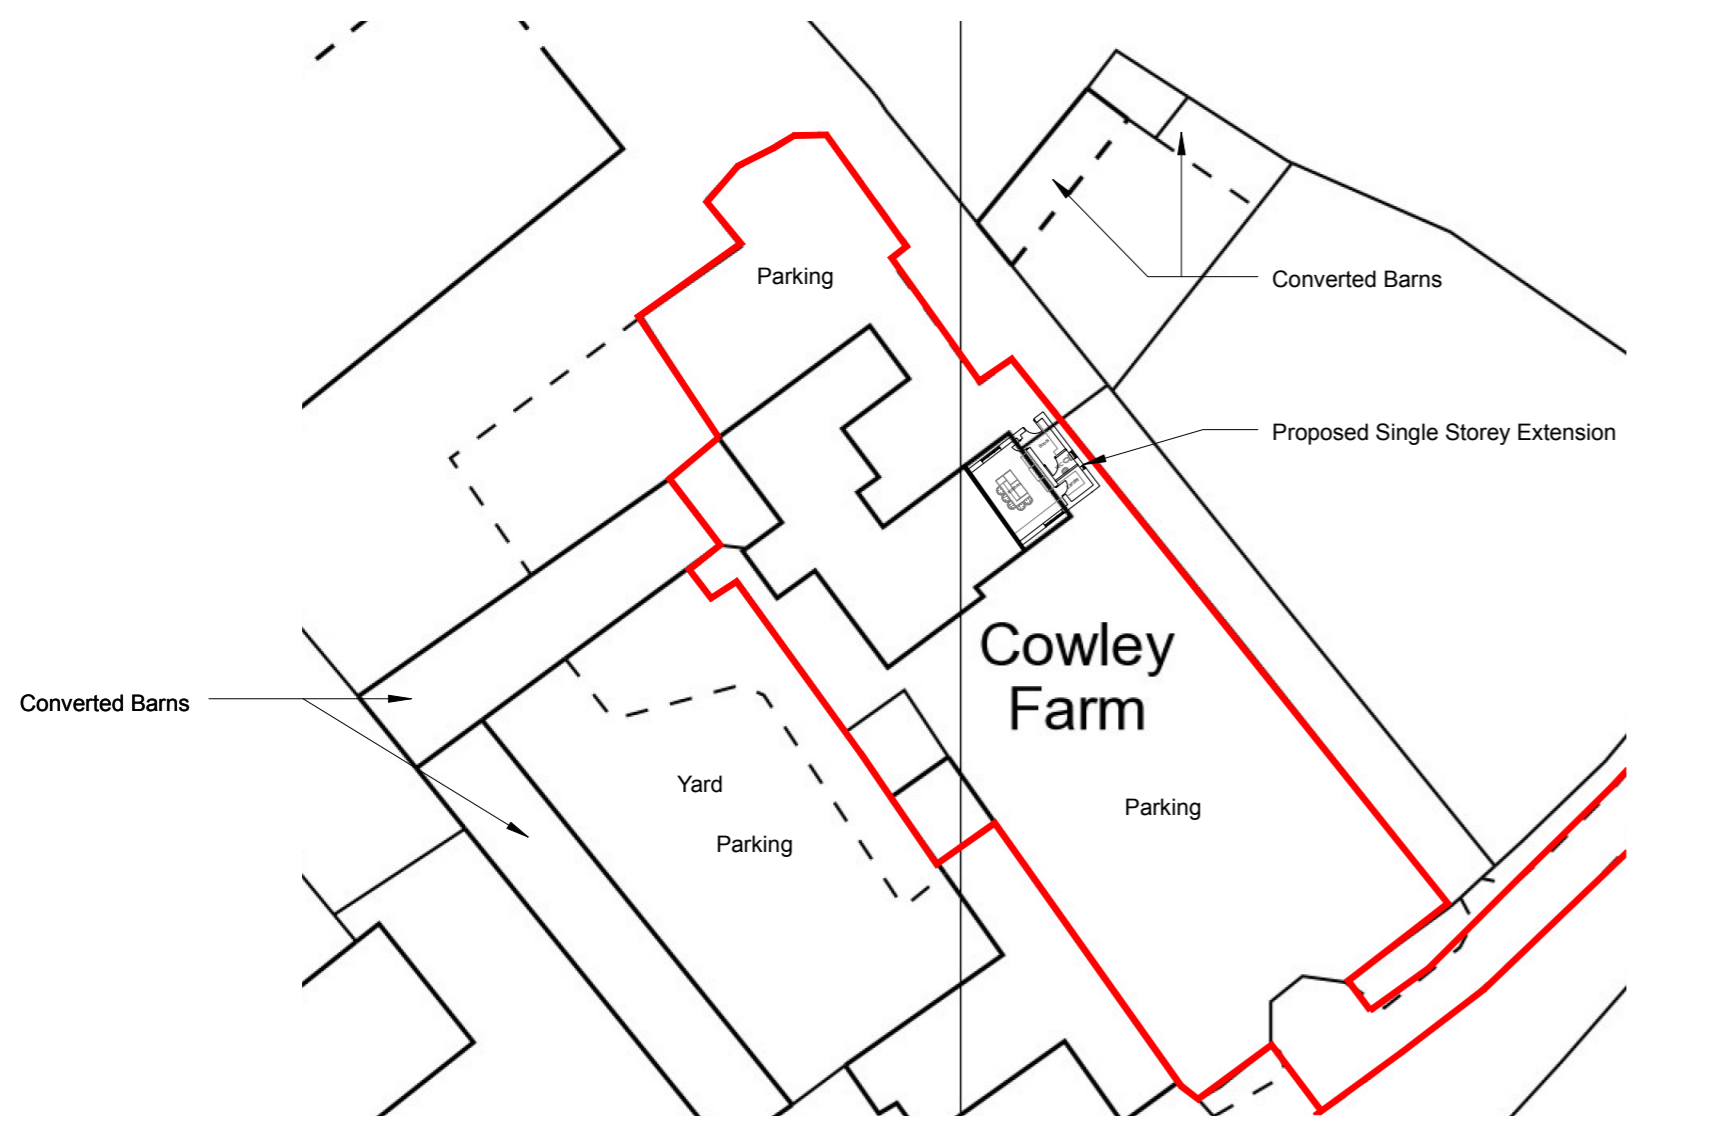 Parking
Converted Barns
Proposed Single Storey Extension
Cowley
Farm
Converted Barns
Yard
Parking
Parking